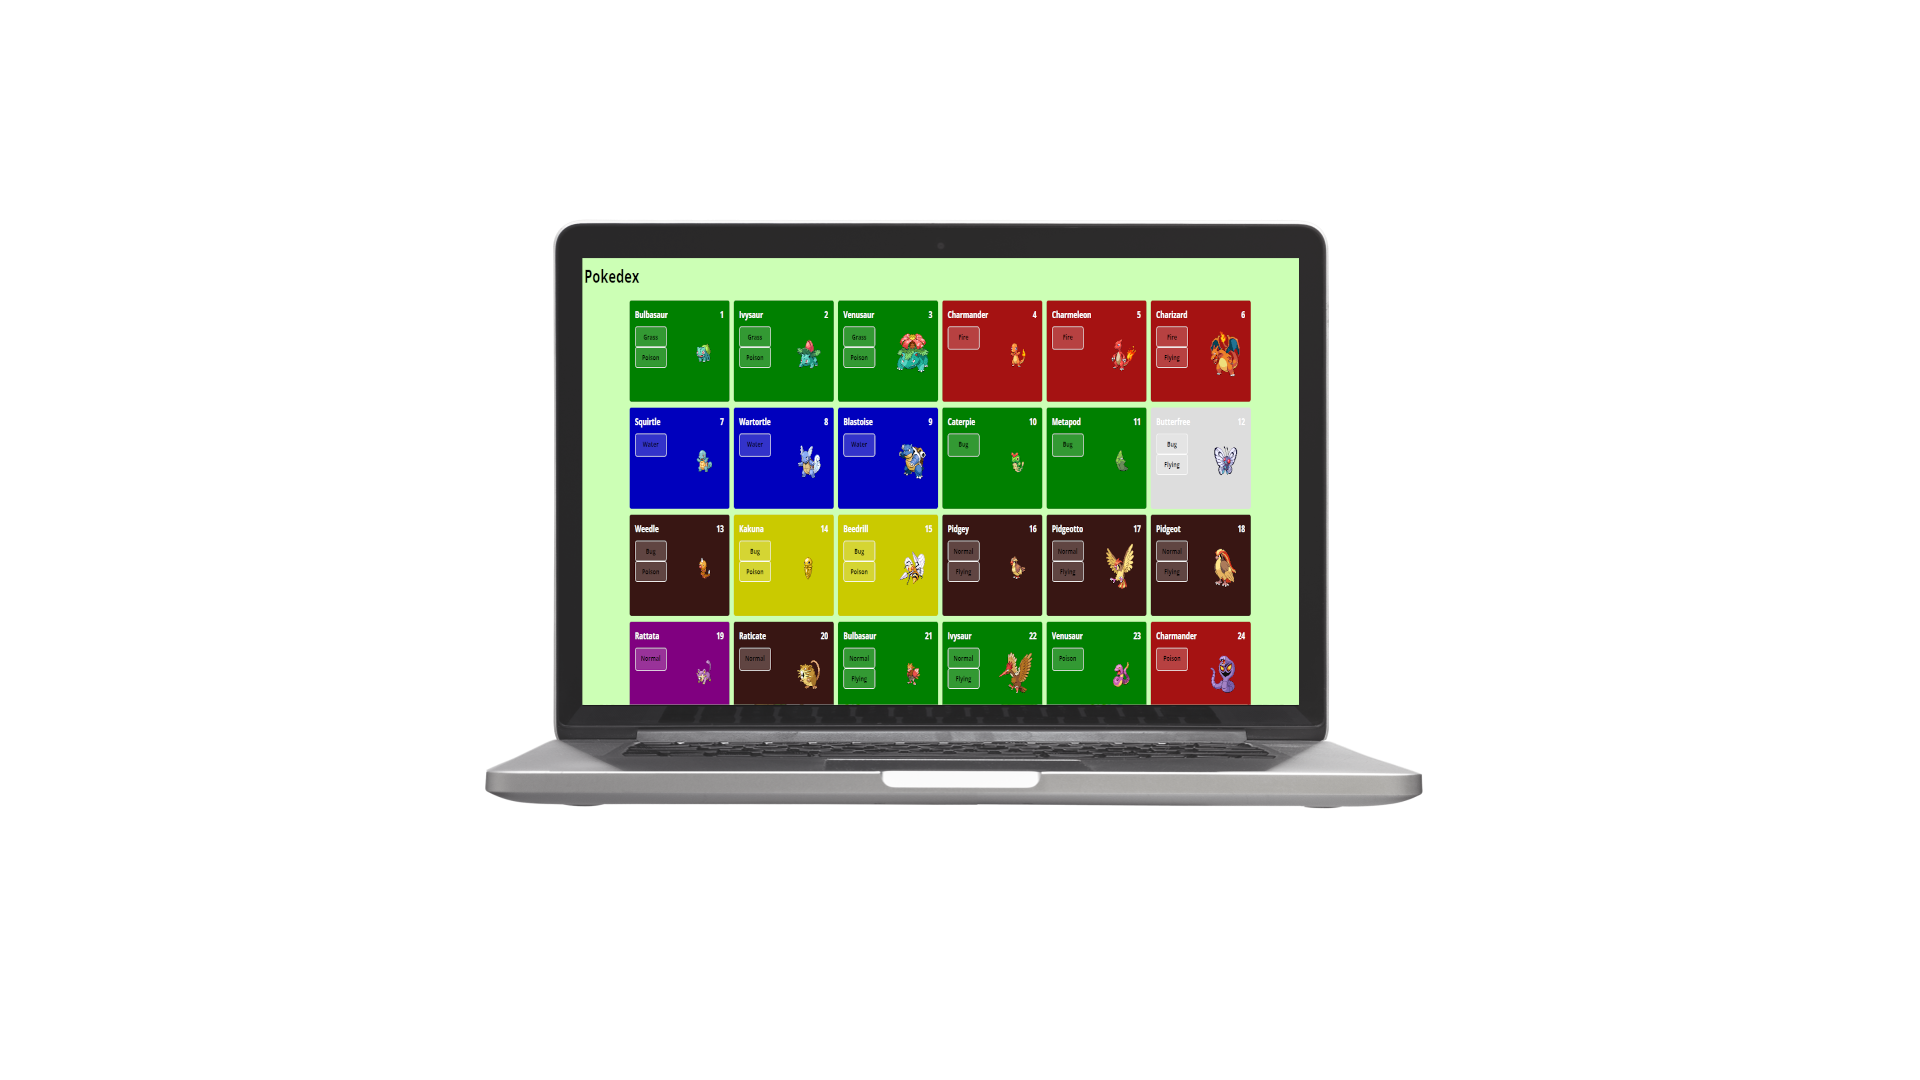 Pokedex
Bulbasaur 1
Grass
Poison
Ivysaur 2
Grass
Poison
Venusaur 3
Grass
Poison
Charmander 4
Fire
Charmeleon 5
Fire
Charizard 6
Fire
Flying
Squirtle 7
Water
Wartortle 8
Water
Blastoise 9
Water
Caterpie 10
Bug
Metapod 11
Bug
Butterfree 12
Bug
Flying
Weedle 13
Bug
Poison
Kakuna 14
Bug
Poison
Beedrill 15
Bug
Poison
Pidgey 16
Normal
Flying
Pidgeotto 17
Normal
Flying
Pidgeot 18
Normal
Flying
Rattata 19
Normal
Raticate 20
Normal
Bulbasaur 21
Normal
Flying
Ivysaur 22
Normal
Flying
Venusaur 23
Poison
Charmander 24
Poison